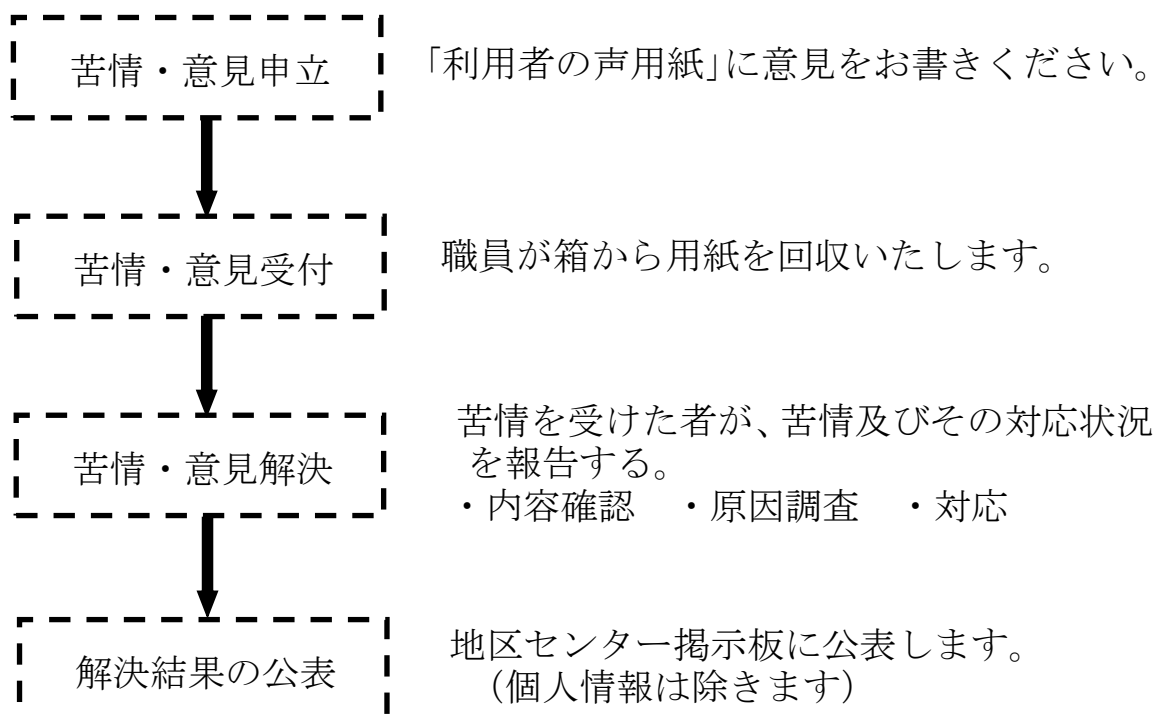 苦情・意見申立
「利用者の声用紙」に意見をお書きください。
苦情・意見受付
職員が箱から用紙を回収いたします。
苦情・意見解決
苦情を受けた者が、苦情及びその対応状況
を報告する。
・内容確認　・原因調査　・対応
解決結果の公表
地区センター掲示板に公表します。
（個人情報は除きます）